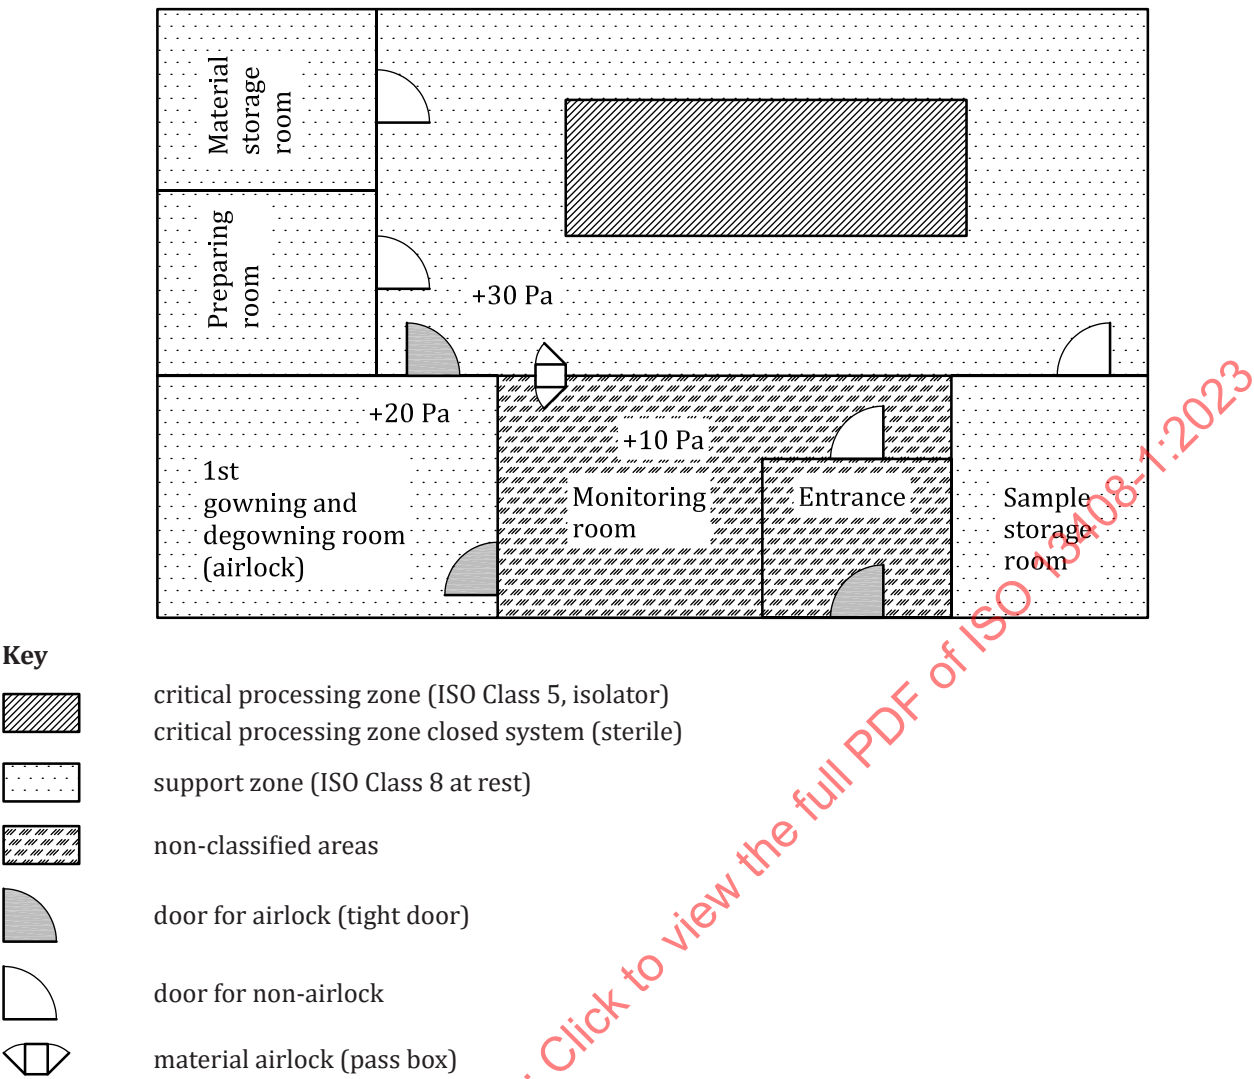 Material
storage
room
Preparing
room
+30 Pa
+20 Pa
1st
gowning and
degowning room
(airlock)
+10 Pa
Monitoring
room
Entrance
Sample
storage
room
Key
critical processing zone (ISO Class 5, isolator)
critical processing zone closed system (sterile)
support zone (ISO Class 8 at rest)
non-classified areas
door for airlock (tight door)
door for non-airlock
material airlock (pass box)
: Click to view the full PDF of ISO 13408-1:2023